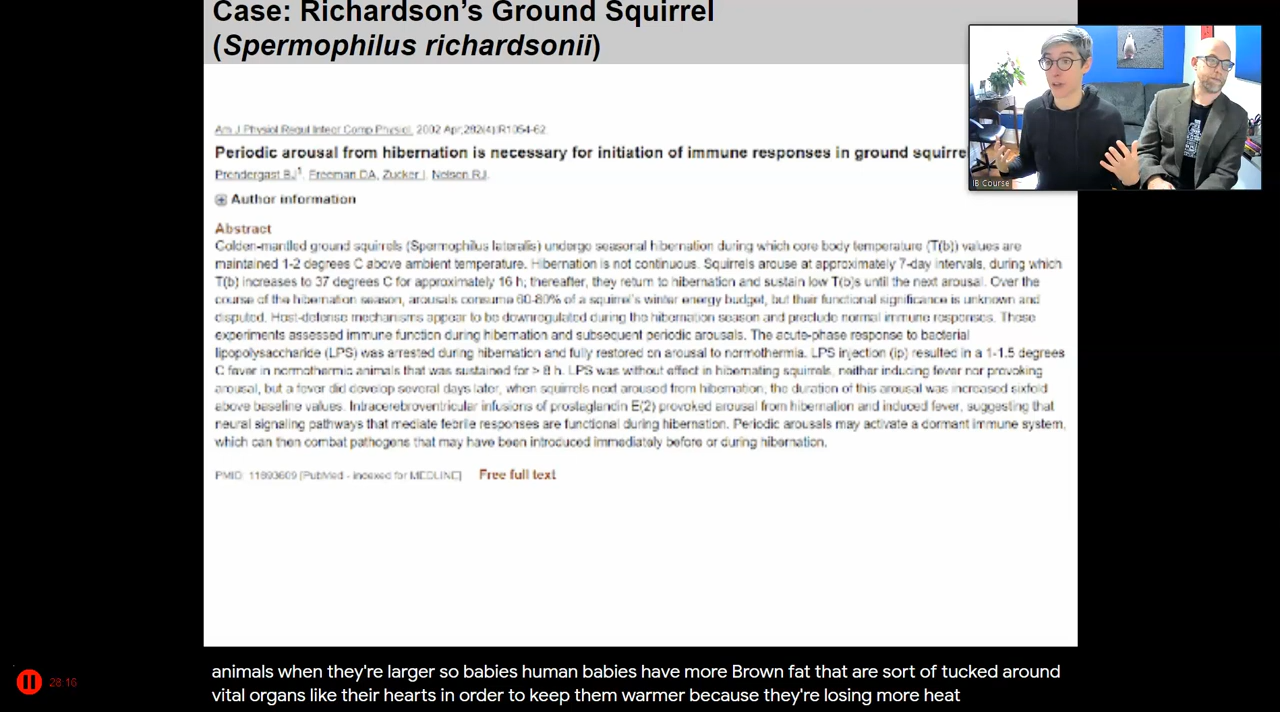 Case: Richardson's Ground Squirrel
(Spermophilus richardsonii)
Am J Physiol Regul Integr Comp Physiol. 2002 Apr;282(4):R1054-62.
Periodic arousal from hibernation is necessary for initiation of immune responses in ground squirre
Prendergast BJ1, Freeman DA, Zucker I, Nelson RJ.
Author information
Abstract
Golden-mantled ground squirrels (Spermophilus lateralis) undergo seasonal hibernation during which core body temperature (T(b)) values are
maintained 1-2 degrees C above ambient temperature. Hibernation is not continuous. Squirrels arouse at approximately 7-day intervals, during which
T(b) increases to 37 degrees C for approximately 16 h; thereafter, they return to hibernation and sustain low T(b)s until the next arousal. Over the
course of the hibernation season, arousals consume 60-80% of a squirrel's winter energy budget, but their functional significance is unknown and
disputed. Host-defense mechanisms appear to be downregulated during the hibernation season and preclude normal immune responses. These
experiments assessed immune function during hibernation and subsequent periodic arousals. The acute-phase response to bacterial
lipopolysaccharide (LPS) was arrested during hibernation and fully restored on arousal to normothermia. LPS injection (ip) resulted in a 1-1.5 degrees
C fever in normothermic animals that was sustained for > 8 h. LPS was without effect in hibernating squirrels, neither inducing fever nor provoking
arousal, but a fever did develop several days later, when squirrels next aroused from hibernation; the duration of this arousal was increased sixfold
above baseline values. Intracerebroventricular infusions of prostaglandin E(2) provoked arousal from hibernation and induced fever, suggesting that
neural signaling pathways that mediate febrile responses are functional during hibernation. Periodic arousals may activate a dormant immune system,
which can then combat pathogens that may have been introduced immediately before or during hibernation.
PMID: 11893609 [PubMed - indexed for MEDLINE] Free full text
IB Course
animals when they're larger so babies human babies have more Brown fat that are sort of tucked around
vital organs like their hearts in order to keep them warmer because they're losing more heat
28:16